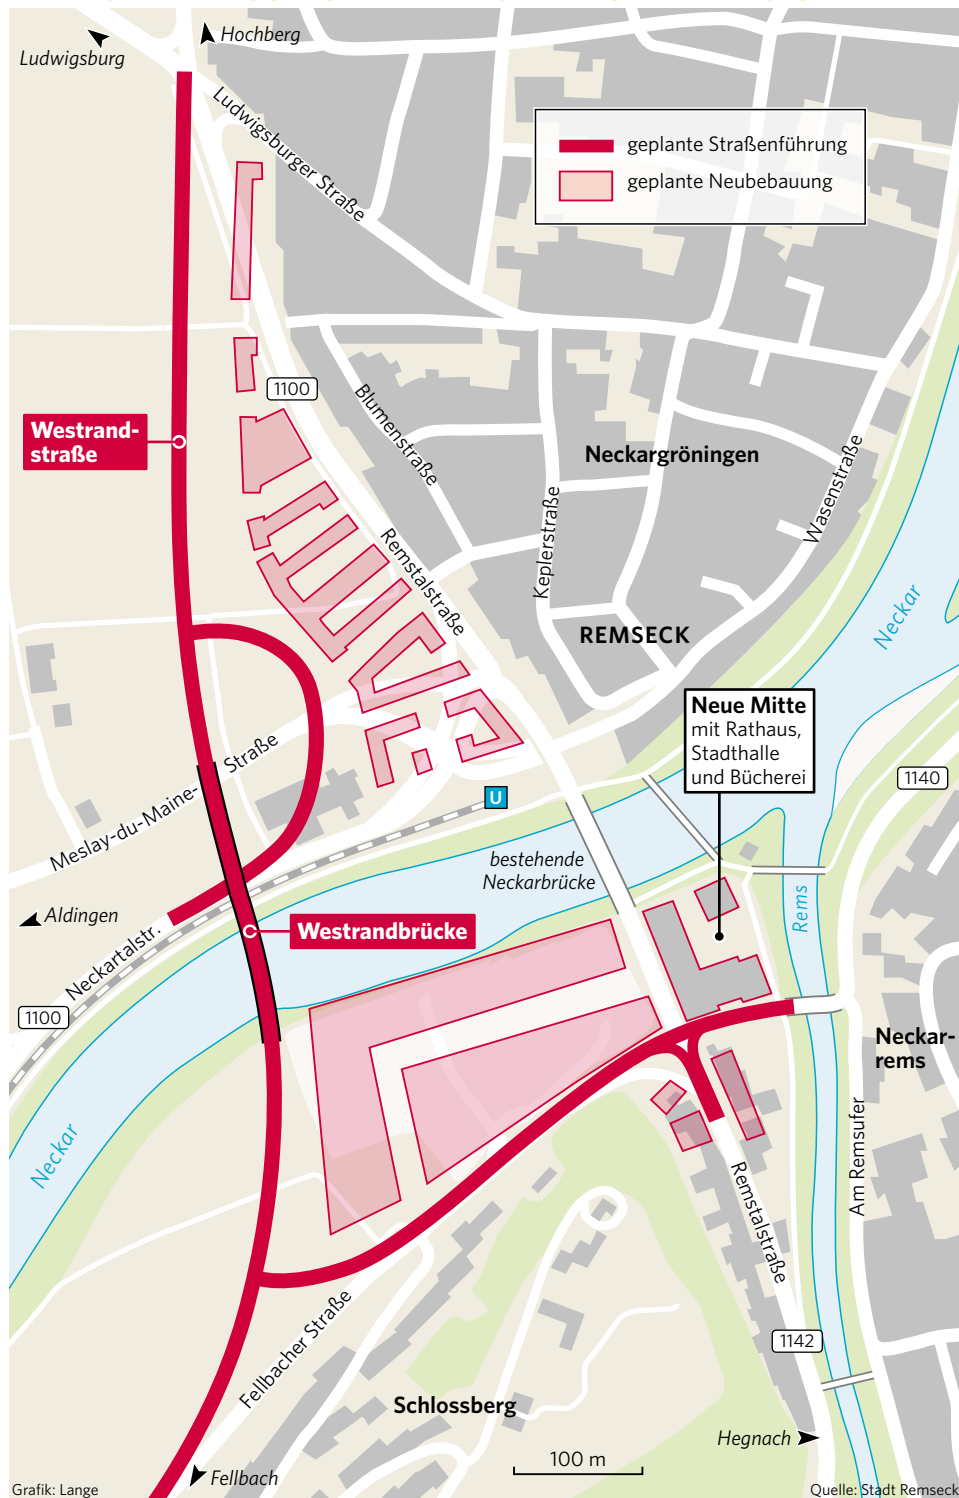 Ludwigsburg
Hochberg
Ludwigsburger Straße
geplante Straßenführung
geplante Neubebauung
1100
Westrand-
straße
Blumenstraße
Neckargröningen
Wasenstraße
Keplerstraße
Remstalstraße
Neckar
REMSECK
Neue Mitte
mit Rathaus,
Stadthalle
und Bücherei
1140
Meslay-du-Maine-
Straße
U
bestehende
Neckarbrücke
Rems
Aldingen
Westrandbrücke
Neckartalstr.
1100
Neckar-
rems
Neckar
Am Remsufer
Remstalstraße
Fellbacher Straße
1142
Schlossberg
Hegnach
100 m
Fellbach
Grafik: Lange
Quelle: Stadt Remseck